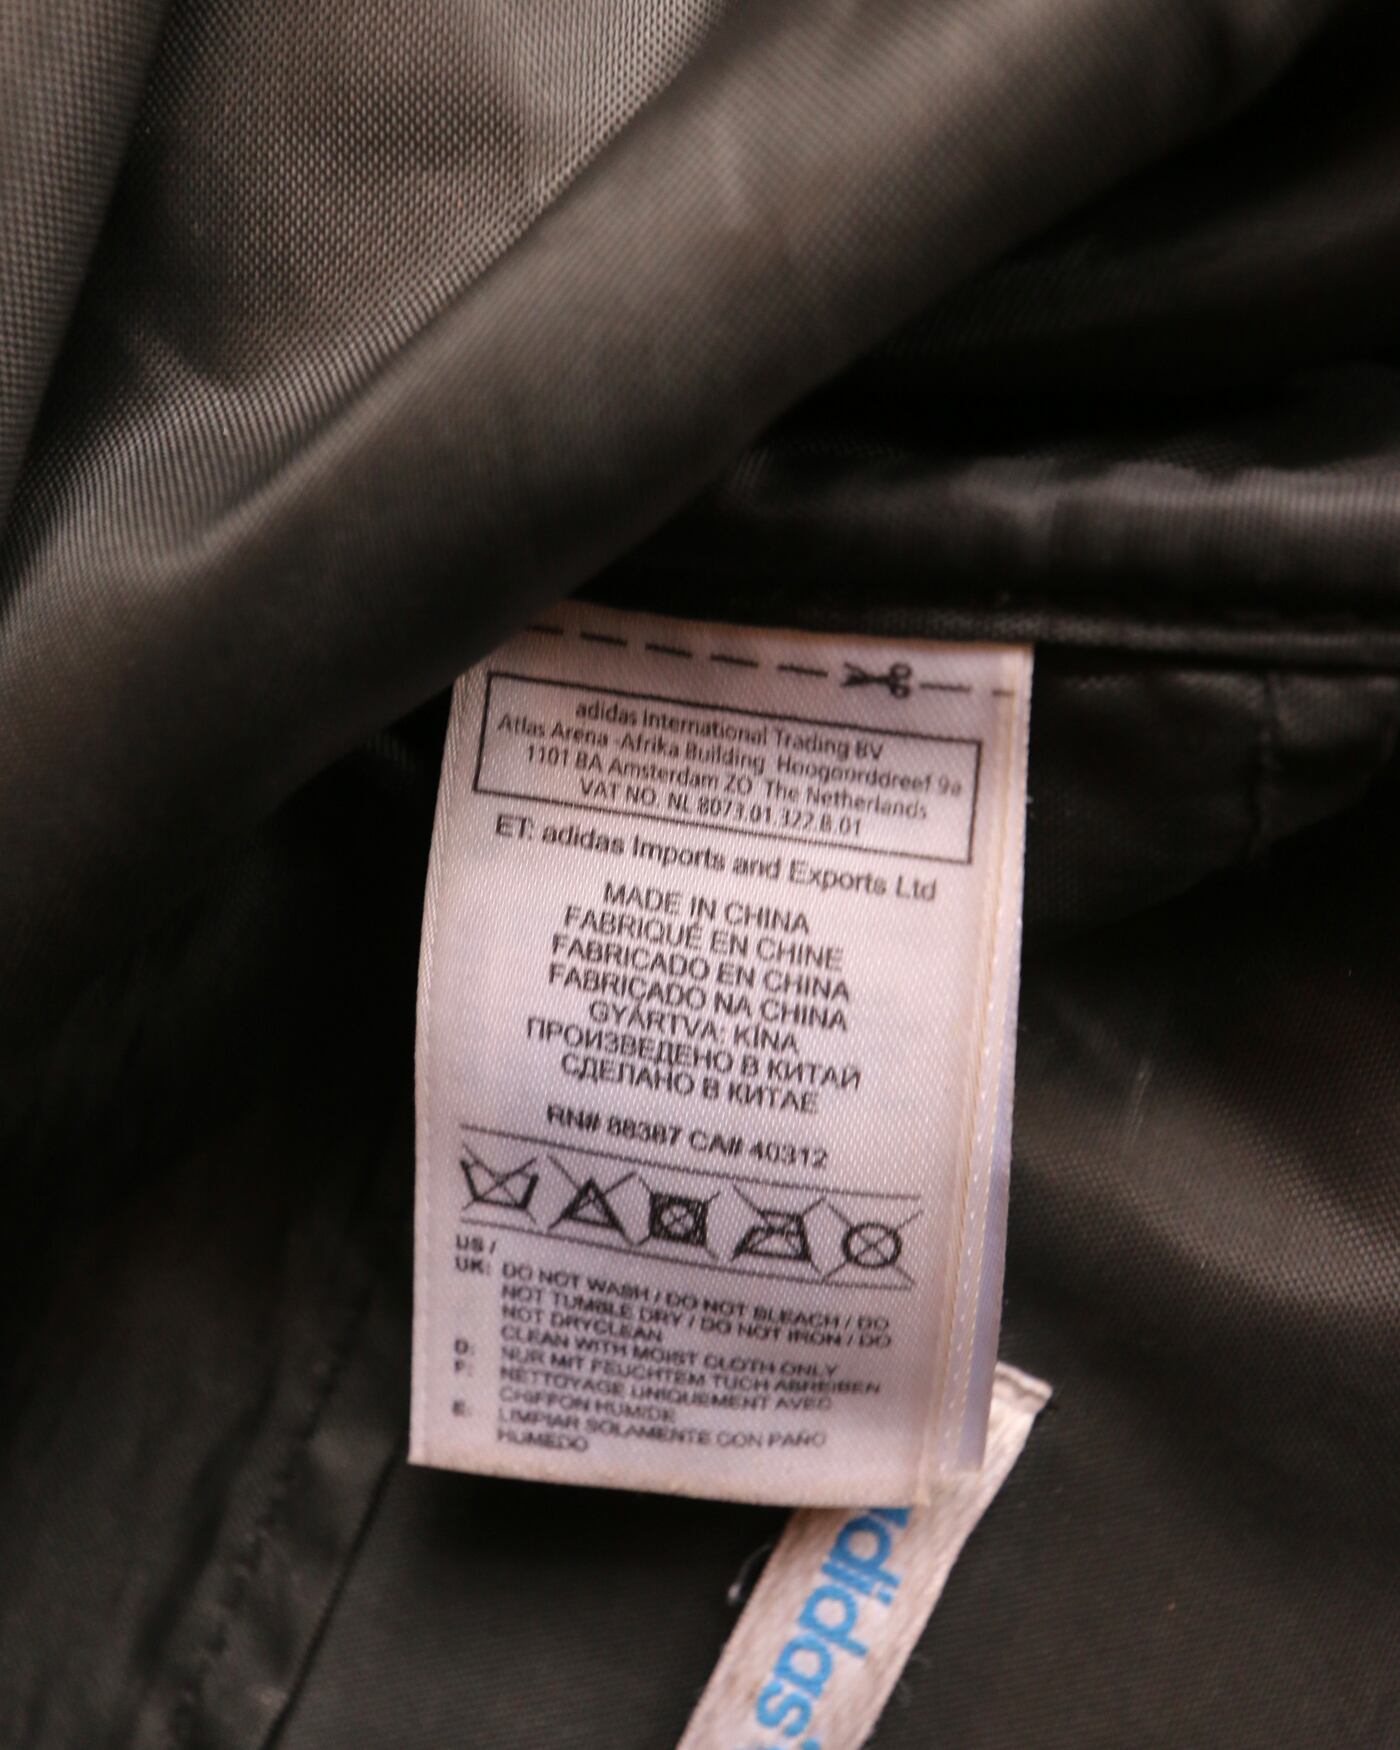 adidas International Trading BV
Atlas Arena -Afrika Building Hoogoorddreef 9a
1101 BA Amsterdam ZO The Netherlands
VAT NO. NL 8073.01.322.B.01
ET: adidas Imports and Exports Ltd
MADE IN CHINA
FABRIQUÉ EN CHINE
FABRICADO EN CHINA
FABRICADO NA CHINA
GYÁRTVA: KÍNA
ПРОИЗВЕДЕНО В КИТАЙ
СДЕЛАНО В КИТАЕ
RN# 88387 CA# 40312
US /
UK: DO NOT WASH / DO NOT BLEACH / DO
NOT TUMBLE DRY / DO NOT IRON / DO
NOT DRYCLEAN
CLEAN WITH MOIST CLOTH ONLY
D: NUR MIT FEUCHTEM TUCH ABREIBEN
F: NETTOYAGE UNIQUEMENT AVEC
CHIFFON HUMIDE
E: LIMPIAR SOLAMENTE CON PAÑO
HUMEDO
adidas